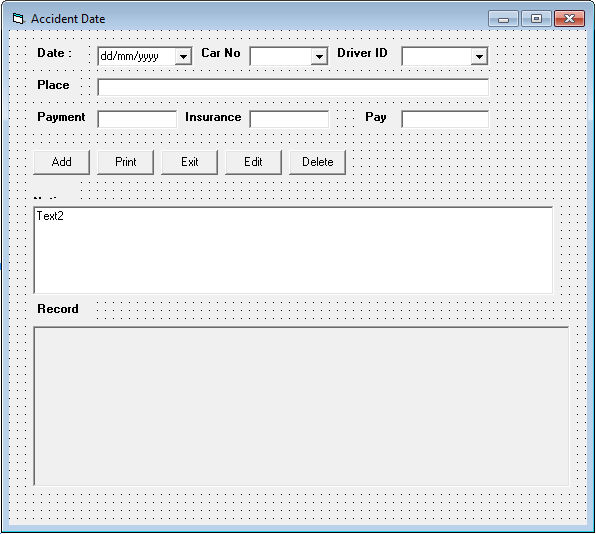 Accident Date
Date : dd/mm/yyyy Car No Driver ID
Place
Payment Insurance Pay
Add Print Exit Edit Delete
Text2
Record